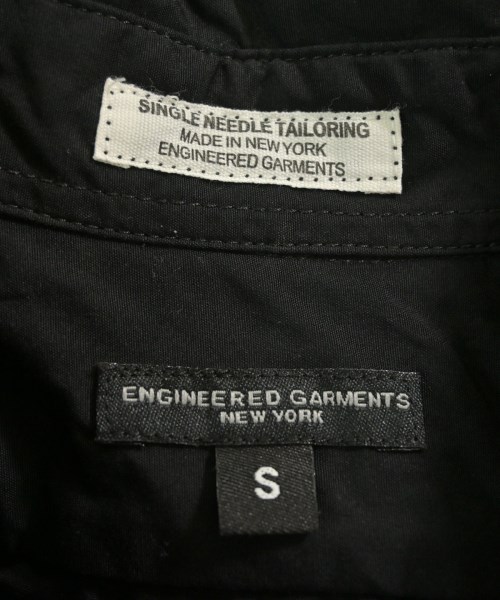 SINGLE NEEDLE TAILORING
MADE IN NEW YORK
ENGINEERED GARMENTS
ENGINEERED GARMENTS
NEW YORK
S